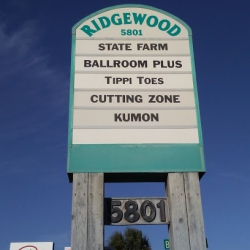 RIDGEWOOD
5801
STATE FARM
BALLROOM PLUS
TIPPI TOES
CUTTING ZONE
KUMON
5801